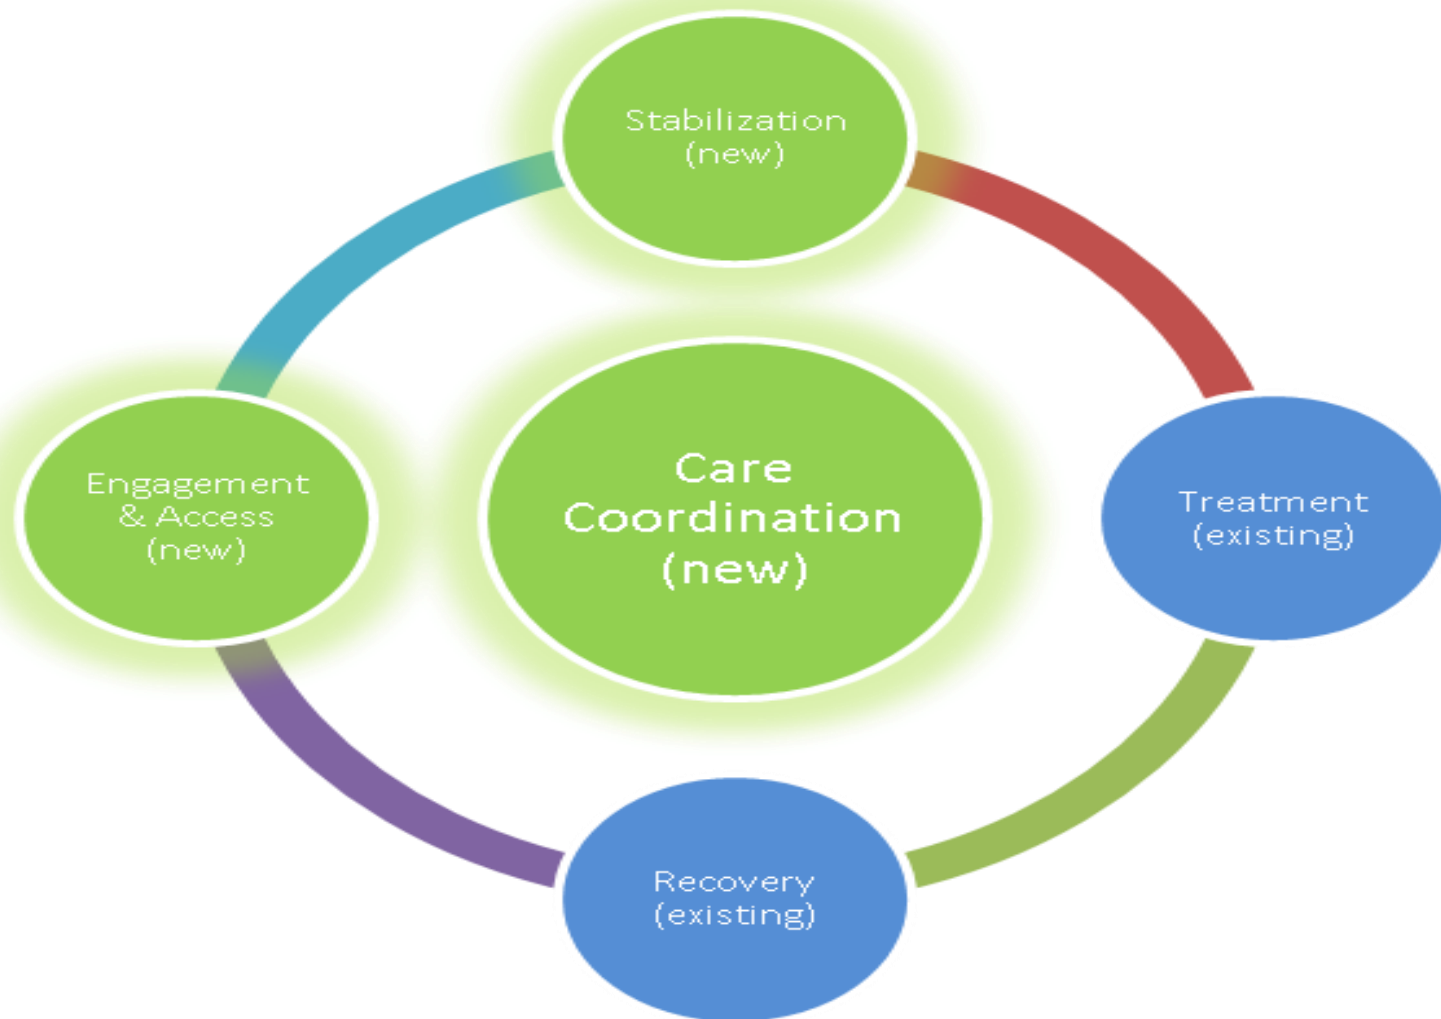 Stabilization
(new)
Engagement
& Access
(new)
Care
Coordination
(new)
Treatment
(existing)
Recovery
(existing)